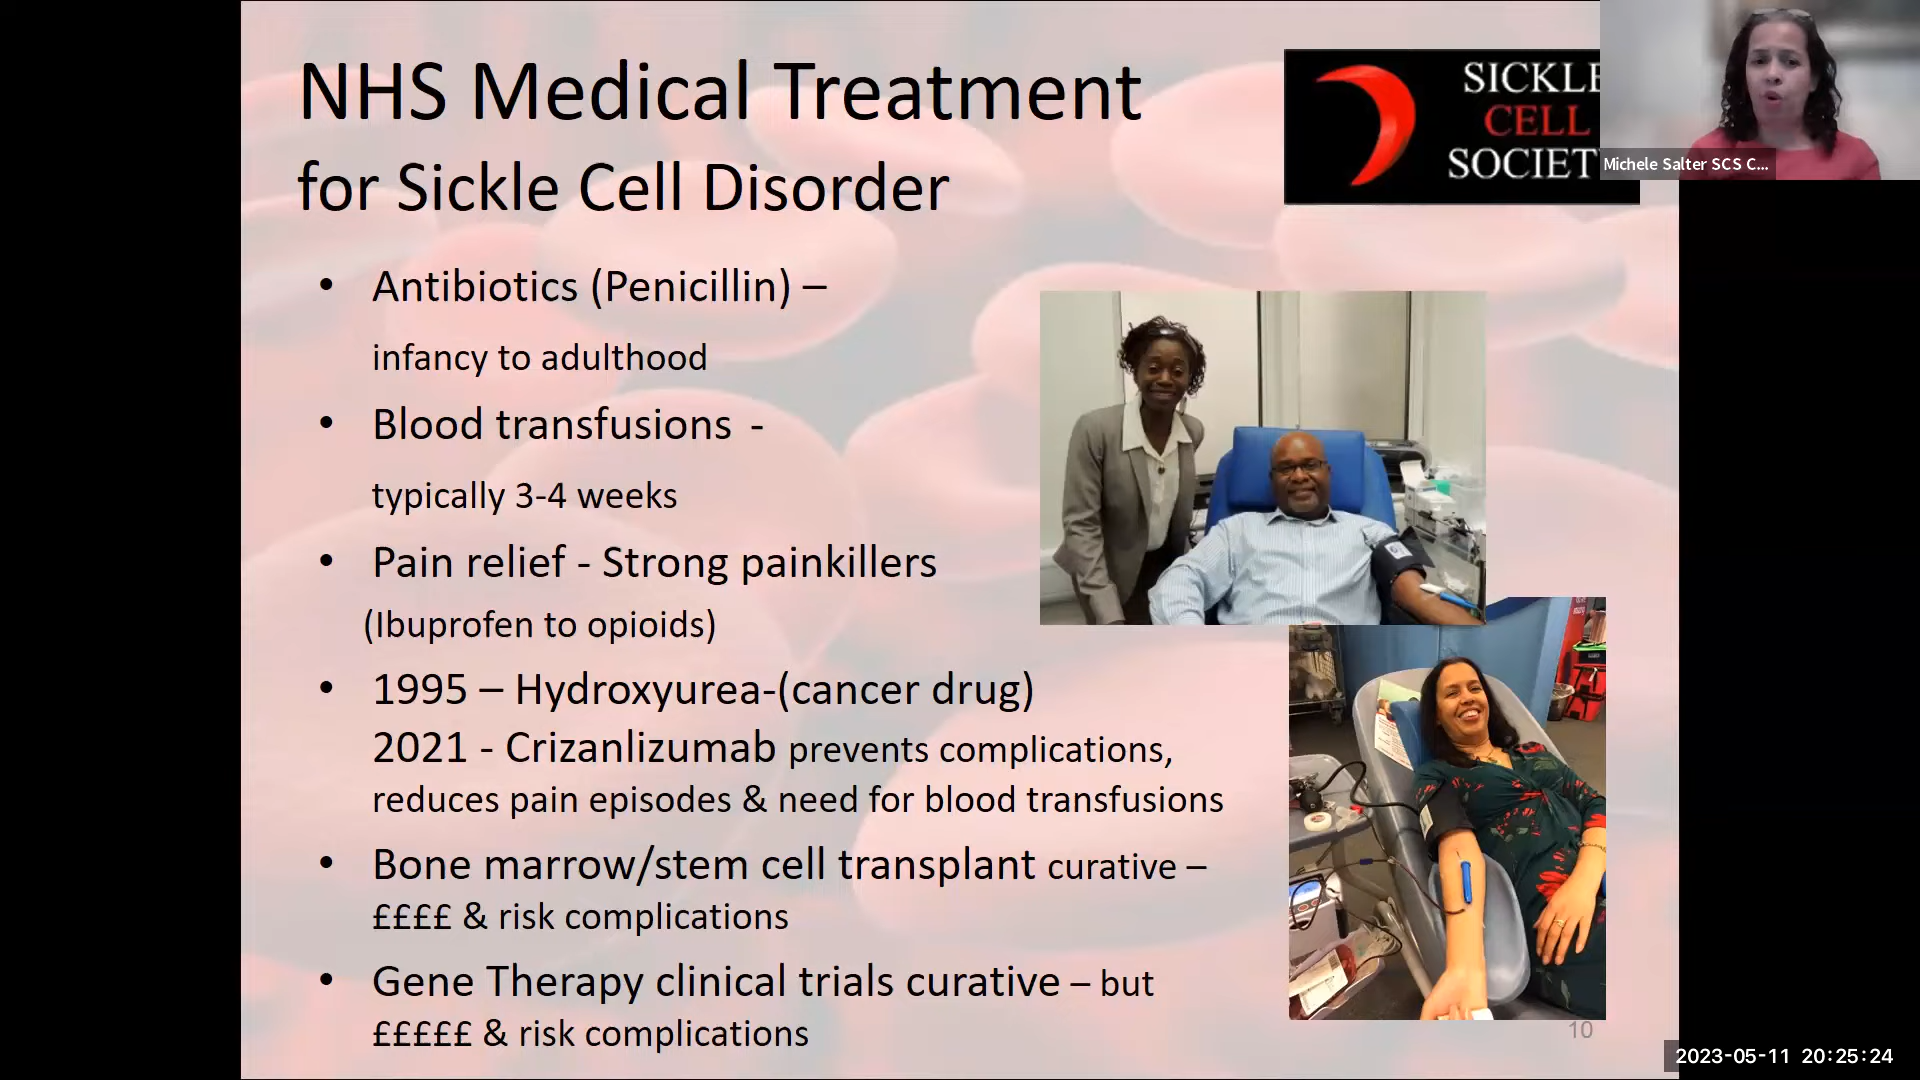 NHS Medical Treatment
for Sickle Cell Disorder
SICKLE
CELL
SOCIET
Michele Salter SCS C...
• Antibiotics (Penicillin) –
infancy to adulthood
• Blood transfusions -
typically 3-4 weeks
• Pain relief - Strong painkillers
(Ibuprofen to opioids)
• 1995 – Hydroxyurea-(cancer drug)
2021 - Crizanlizumab prevents complications,
reduces pain episodes & need for blood transfusions
• Bone marrow/stem cell transplant curative –
££££ & risk complications
• Gene Therapy clinical trials curative – but
£££££ & risk complications
10
2023-05-11 20:25:24